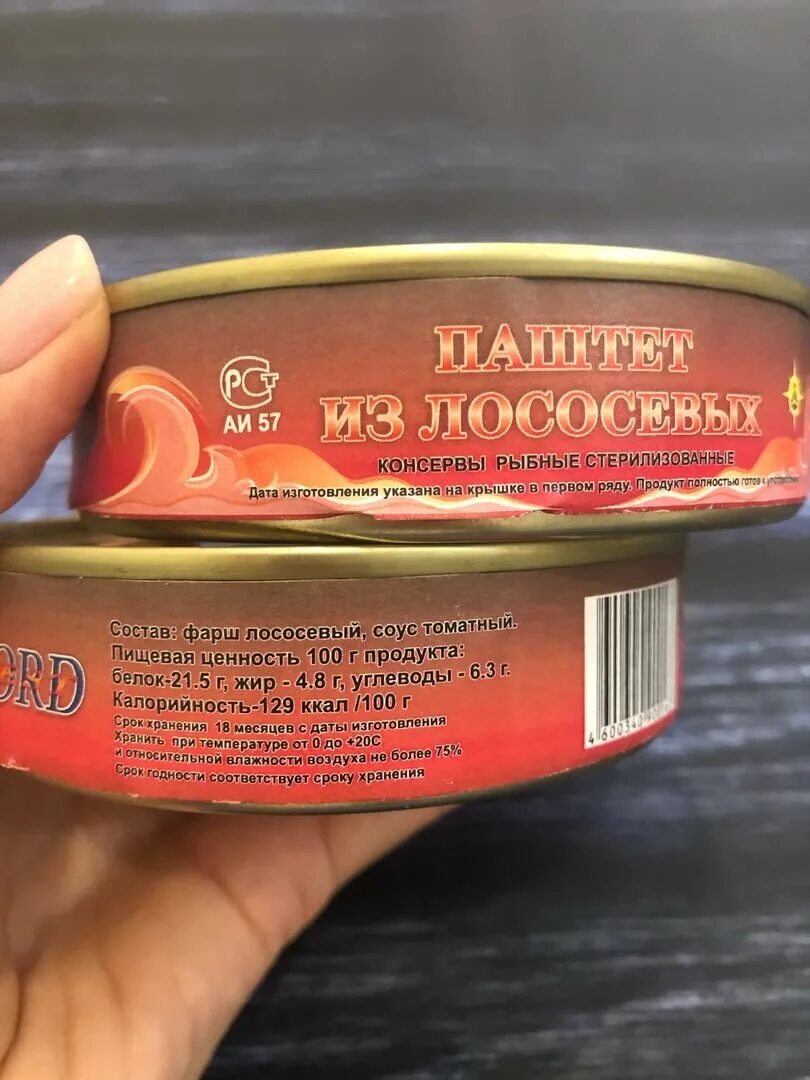 РСТ
АИ 57
ПАШТЕТ
ИЗ ЛОСОСЕВЫХ
КОНСЕРВЫ РЫБНЫЕ СТЕРИЛИЗОВАННЫЕ
Дата изготовления указана на крышке в первом ряду. Продукт полностью готов к
ORD
Состав: фарш лососевый, соус томатный.
Пищевая ценность 100 г продукта:
белок-21.5 г, жир - 4.8 г, углеводы - 6.3 г.
Калорийность-129 ккал /100 г
Срок хранения 18 месяцев с даты изготовления
Хранить при температуре от 0 до +20С
и относительной влажности воздуха не более 75%
Срок годности соответствует сроку хранения
4 600340